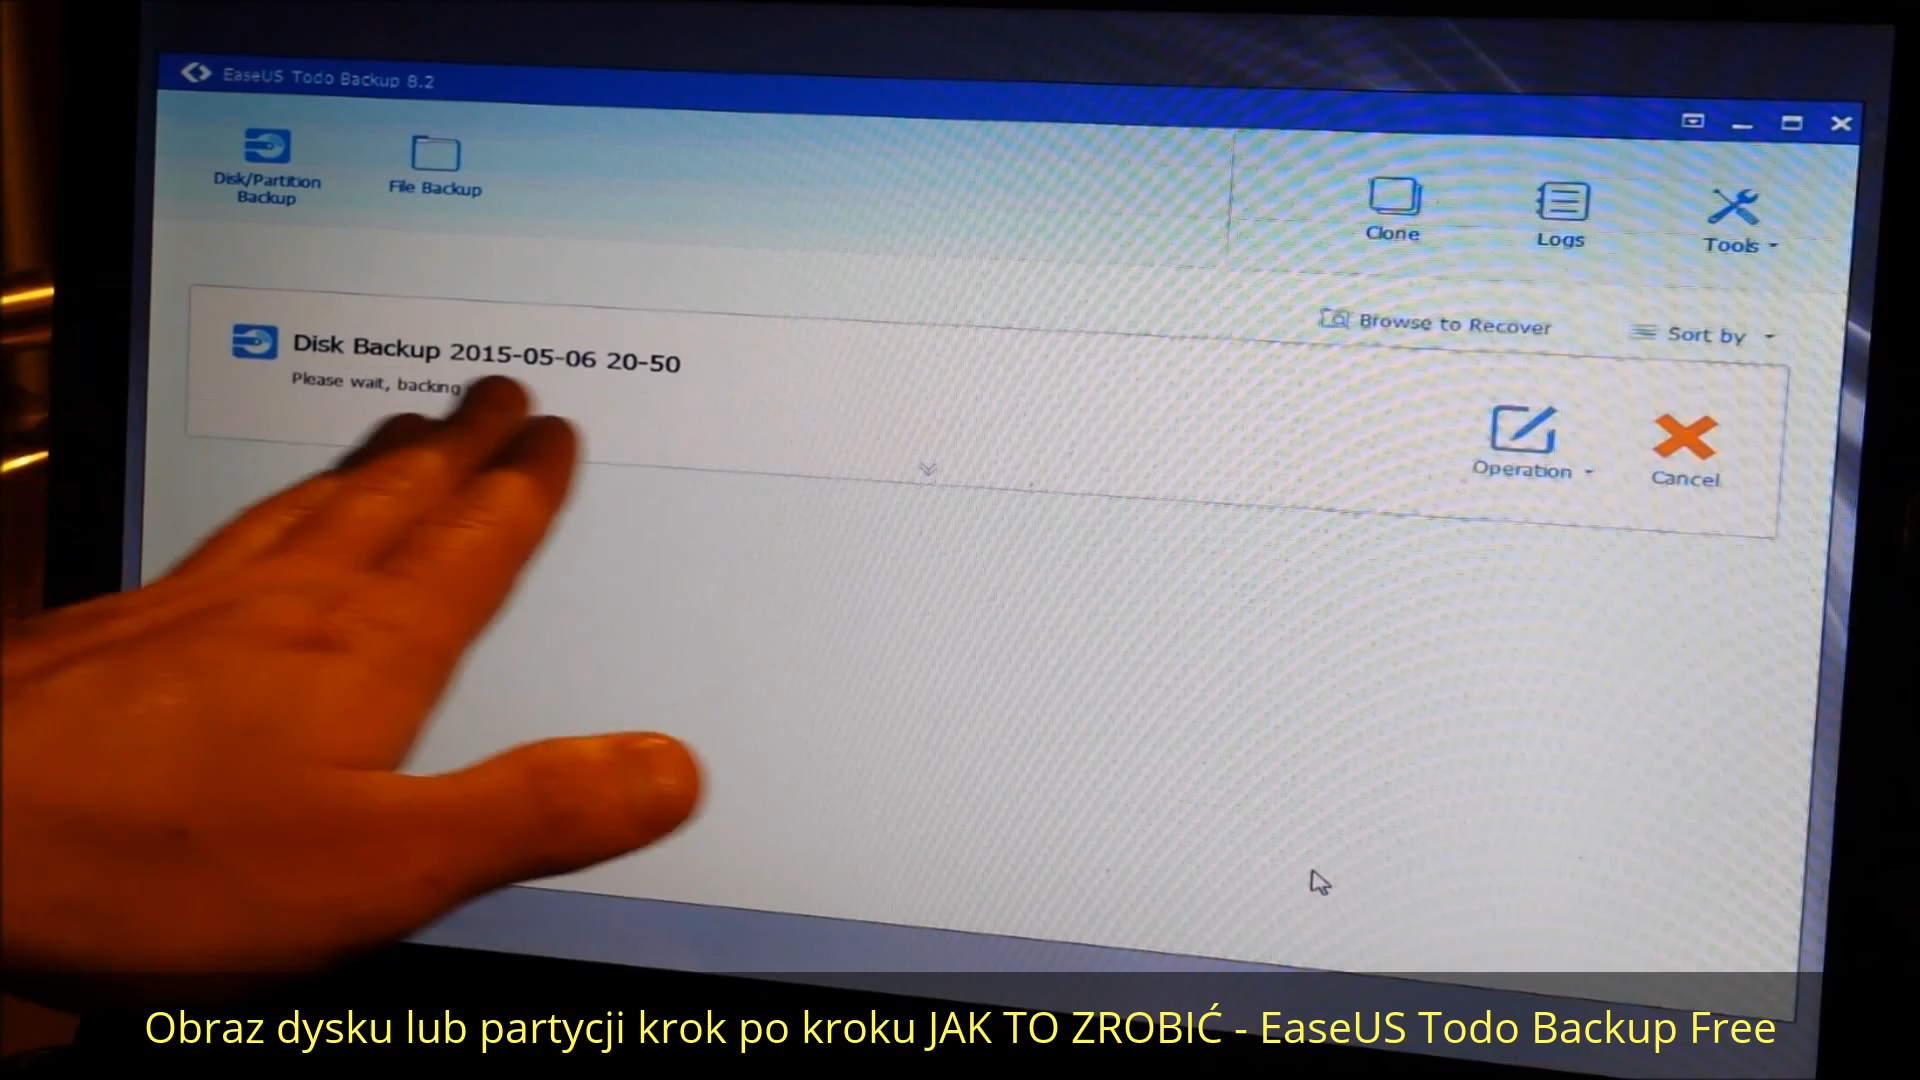 EaseUS Todo Backup 8.2
Disk/Partition
Backup
File Backup
Clone
Logs
Tools
Browse to Recover
Sort by
Disk Backup 2015-05-06 20-50
Please wait, backing
Operation
Cancel
Obraz dysku lub partycji krok po kroku JAK TO ZROBIĆ - EaseUS Todo Backup Free